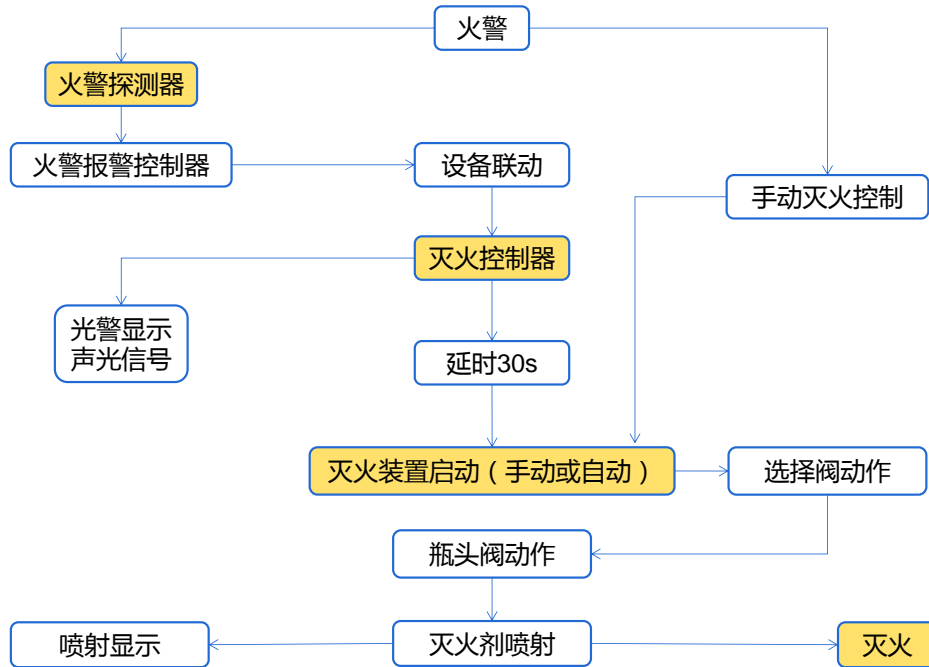 火警
火警探测器
火警报警控制器
设备联动
手动灭火控制
灭火控制器
光警显示
声光信号
延时30s
灭火装置启动（手动或自动）
选择阀动作
瓶头阀动作
喷射显示
灭火剂喷射
灭火